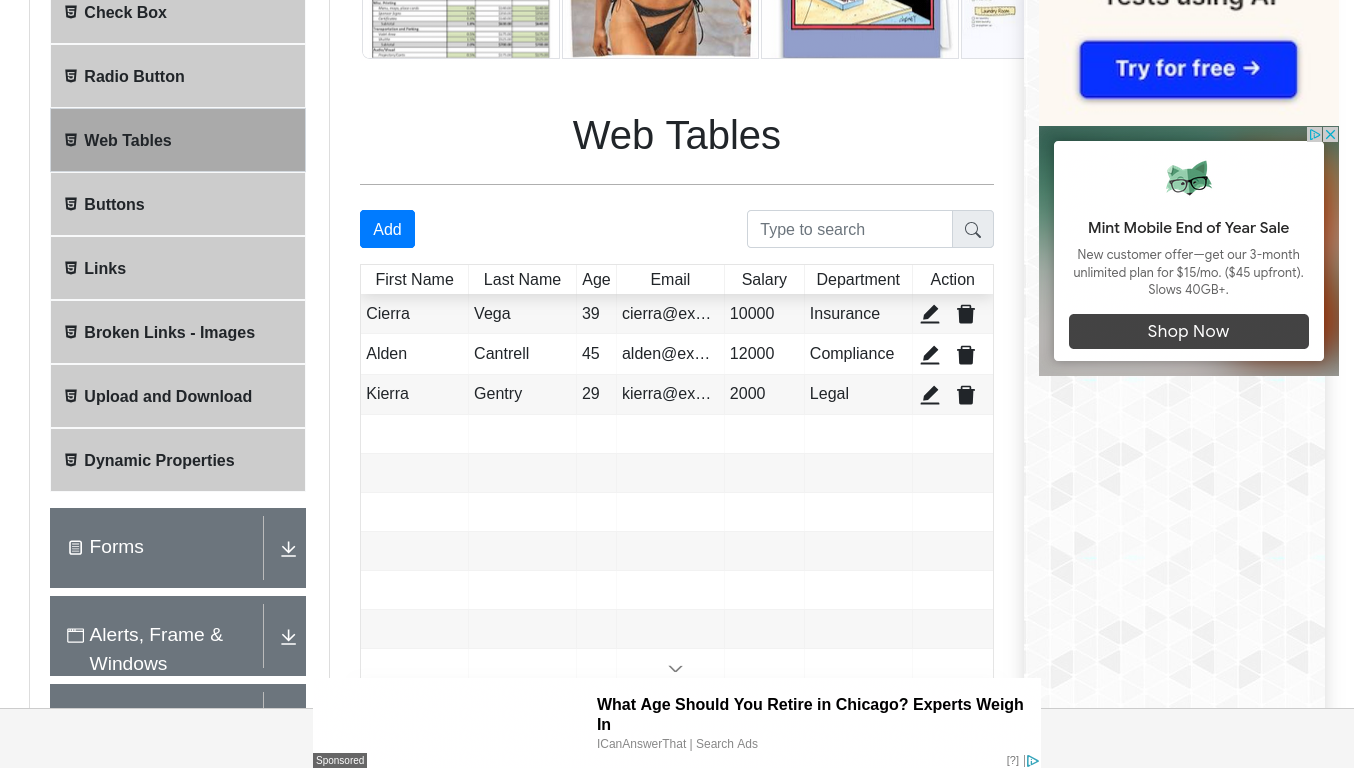 Check Box
Radio Button
Web Tables
Buttons
Links
Broken Links - Images
Upload and Download
Dynamic Properties
Forms
Alerts, Frame &
Windows
Web Tables
Add
Type to search
First Name Last Name Age Email Salary Department Action
Cierra Vega 39 cierra@ex... 10000 Insurance
Alden Cantrell 45 alden@ex... 12000 Compliance
Kierra Gentry 29 kierra@ex... 2000 Legal
Tests using AI
Try for free →
Mint Mobile End of Year Sale
New customer offer—get our 3-month
unlimited plan for $15/mo. ($45 upfront).
Slows 40GB+.
Shop Now
What Age Should You Retire in Chicago? Experts Weigh
In
ICanAnswerThat | Search Ads
Sponsored
[?]